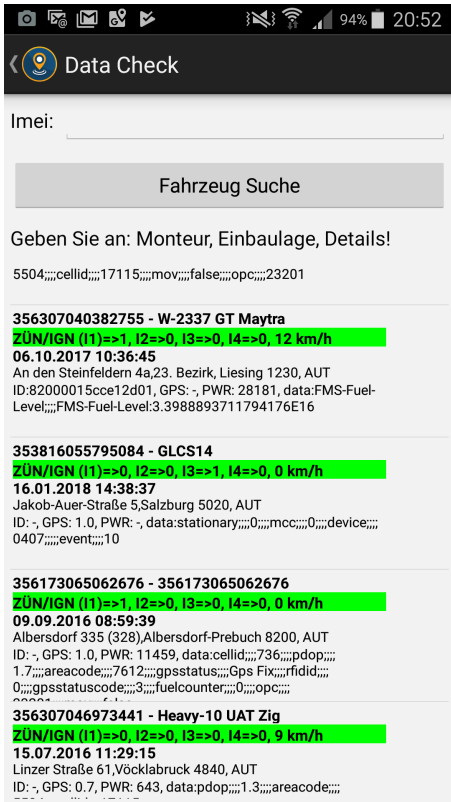 94% 20:52
Data Check
Imei:
Fahrzeug Suche
Geben Sie an: Monteur, Einbaulage, Details!
5504;;;;cellid;;;;17115;;;;mov;;;;false;;;;opc;;;;23201
356307040382755 - W-2337 GT Maytra
ZÜN/IGN (I1)=>1, I2=>0, I3=>0, I4=>0, 12 km/h
06.10.2017 10:36:45
An den Steinfeldern 4a,23. Bezirk, Liesing 1230, AUT
ID:82000015cce12d01, GPS: -, PWR: 28181, data:FMS-Fuel-
Level;;;;FMS-Fuel-Level:3.3988893711794176E16
353816055795084 - GLCS14
ZÜN/IGN (I1)=>0, I2=>0, I3=>1, I4=>0, 0 km/h
16.01.2018 14:38:37
Jakob-Auer-Straße 5,Salzburg 5020, AUT
ID: -, GPS: 1.0, PWR: -, data:stationary;;;;0;;;;mcc;;;;0;;;;device;;;;
0407;;;;;event;;;;10
356173065062676 - 356173065062676
ZÜN/IGN (I1)=>1, I2=>0, I3=>0, I4=>0, 0 km/h
09.09.2016 08:59:39
Albersdorf 335 (328),Albersdorf-Prebuch 8200, AUT
ID: -, GPS: 1.0, PWR: 11459, data:cellid;;;;736;;;;pdop;;;;
1.7;;;;areacode;;;;7612;;;;gpsstatus;;;;Gps Fix;;;;rfidid;;;;
0;;;;gpsstatuscode;;;;3;;;;fuelcounter;;;;0;;;;opc;;;;
356307046973441 - Heavy-10 UAT Zig
ZÜN/IGN (I1)=>0, I2=>0, I3=>0, I4=>0, 9 km/h
15.07.2016 11:29:15
Linzer Straße 61,Vöcklabruck 4840, AUT
ID: -, GPS: 0.7, PWR: 643, data:pdop;;;;1.3;;;;areacode;;;;